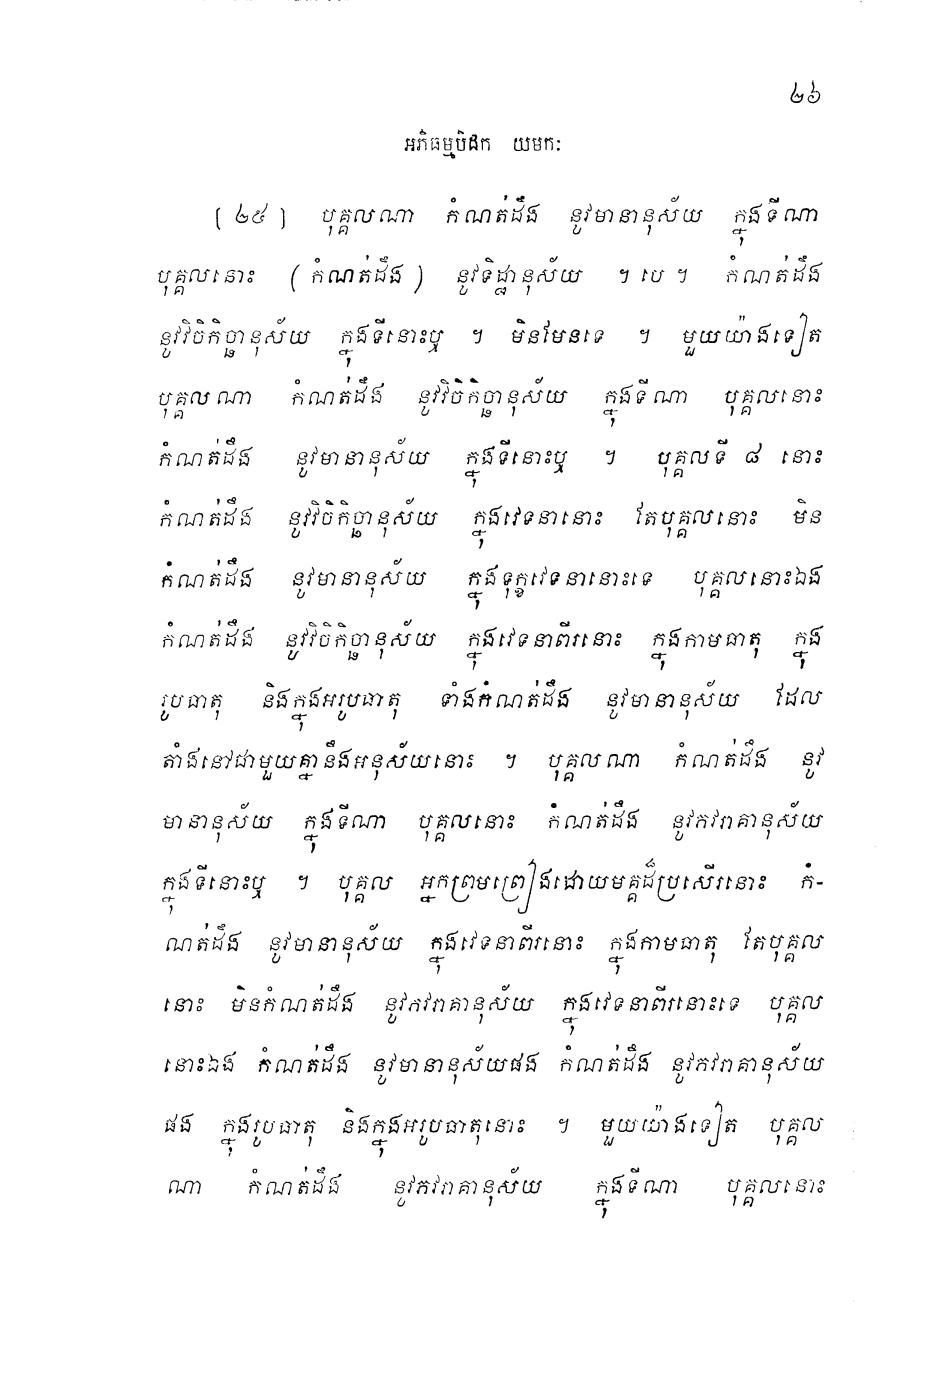 ២៦
អភិធម្មបិដក យមកៈ
(២៤) បុគ្គលណា កំណត់ដឹង នូវមានានុស័យ ក្នុងទីណា
បុគ្គលនោះ (កំណត់ដឹង) នូវទិដ្ឋានុស័យ ។ បេ ។ កំណត់ដឹង
នូវវិចិកិច្ឆានុស័យ ក្នុងទីនោះឬ ។ មិនមែនទេ ។ មួយយ៉ាងទៀត
បុគ្គលណា កំណត់ដឹង នូវវិចិកិច្ឆានុស័យ ក្នុងទីណា បុគ្គលនោះ
កំណត់ដឹង នូវមានានុស័យ ក្នុងទីនោះឬ ។ បុគ្គលទី ៨ នោះ
កំណត់ដឹង នូវវិចិកិច្ឆានុស័យ ក្នុងវេទនានោះ តែបុគ្គលនោះ មិន
កំណត់ដឹង នូវមានានុស័យ ក្នុងទុក្ខវេទនានោះទេ បុគ្គលនោះឯង
កំណត់ដឹង នូវវិចិកិច្ឆានុស័យ ក្នុងវេទនាពីរនោះ ក្នុងកាមធាតុ ក្នុង
រូបធាតុ និងក្នុងអរូបធាតុ ទាំងកំណត់ដឹង នូវមានានុស័យ ដែល
តាំងនៅជាមួយគ្នានឹងអនុស័យនោះ ។ បុគ្គលណា កំណត់ដឹង នូវ
មានានុស័យ ក្នុងទីណា បុគ្គលនោះ កំណត់ដឹង នូវភវរាគានុស័យ
ក្នុងទីនោះឬ ។ បុគ្គល អ្នកព្រមព្រៀងដោយមគ្គដ៏ប្រសើរនោះ កំ-
ណត់ដឹង នូវមានានុស័យ ក្នុងវេទនាពីរនោះ ក្នុងកាមធាតុ តែបុគ្គល
នោះ មិនកំណត់ដឹង នូវភវរាគានុស័យ ក្នុងវេទនាពីរនោះទេ បុគ្គល
នោះឯង កំណត់ដឹង នូវមានានុស័យផង កំណត់ដឹង នូវភវរាគានុស័យ
ផង ក្នុងរូបធាតុ និងក្នុងអរូបធាតុនោះ ។ មួយយ៉ាងទៀត បុគ្គល
ណា កំណត់ដឹង នូវភវរាគានុស័យ ក្នុងទីណា បុគ្គលនោះ